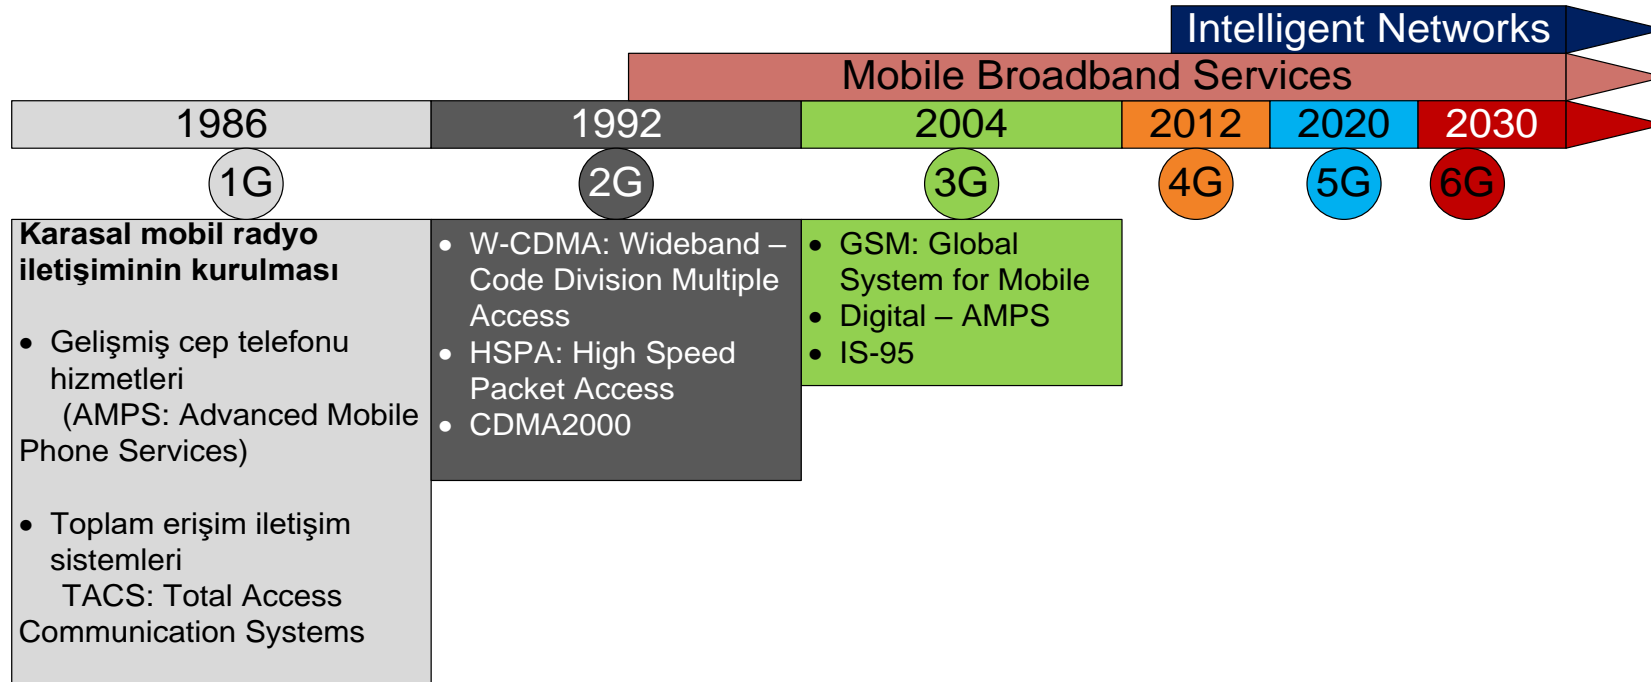 Intelligent Networks
Mobile Broadband Services
1986
1992
2004
2012
2020
2030
1G
2G
3G
4G
5G
6G
Karasal mobil radyo
iletişiminin kurulması
• Gelişmiş cep telefonu
hizmetleri
(AMPS: Advanced Mobile
Phone Services)
• Toplam erişim iletişim
sistemleri
TACS: Total Access
Communication Systems
• W-CDMA: Wideband –
Code Division Multiple
Access
• HSPA: High Speed
Packet Access
• CDMA2000
• GSM: Global
System for Mobile
• Digital – AMPS
• IS-95